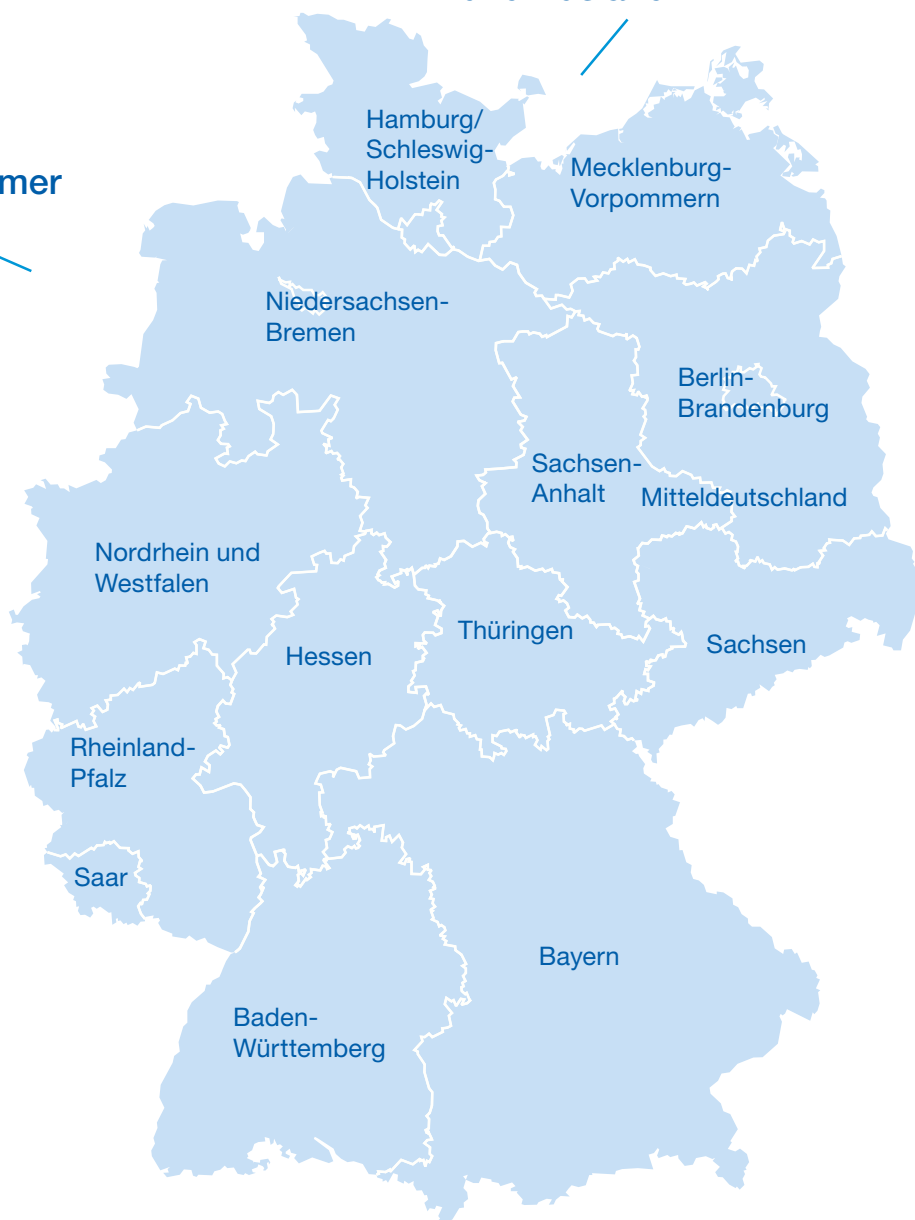 Hamburg/
Schleswig-
Holstein
Mecklenburg-
Vorpommern
Niedersachsen-
Bremen
Berlin-
Brandenburg
Sachsen-
Anhalt
Mitteldeutschland
Nordrhein und
Westfalen
Thüringen
Hessen
Sachsen
Rheinland-
Pfalz
Saar
Bayern
Baden-
Württemberg